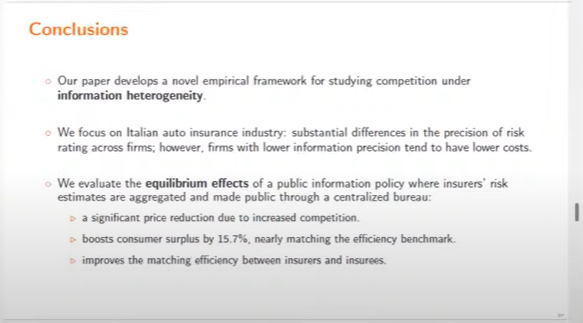 Conclusions
Our paper develops a novel empirical framework for studying competition under
information heterogeneity.
We focus on Italian auto insurance industry: substantial differences in the precision of risk
rating across firms; however, firms with lower information precision tend to have lower costs.
We evaluate the equilibrium effects of a public information policy where insurers' risk
estimates are aggregated and made public through a centralized bureau:
a significant price reduction due to increased competition.
boosts consumer surplus by 15.7%, nearly matching the efficiency benchmark.
improves the matching efficiency between insurers and insurees.